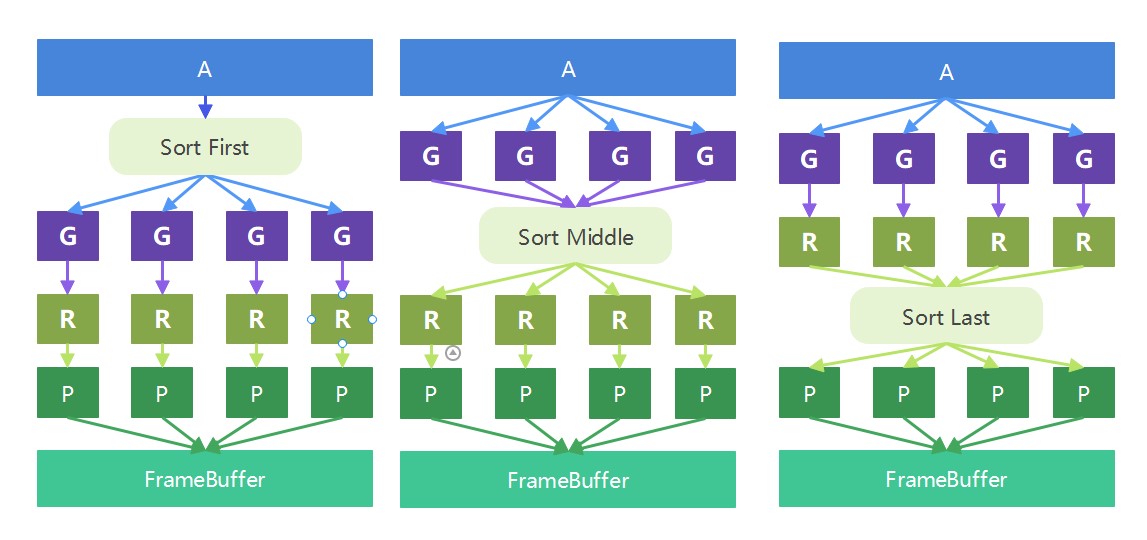 A
Sort First
G G G G
R R R R
P P P P
FrameBuffer
A
G G G G
Sort Middle
R R R R
P P P P
FrameBuffer
A
G G G G
R R R R
Sort Last
P P P P
FrameBuffer